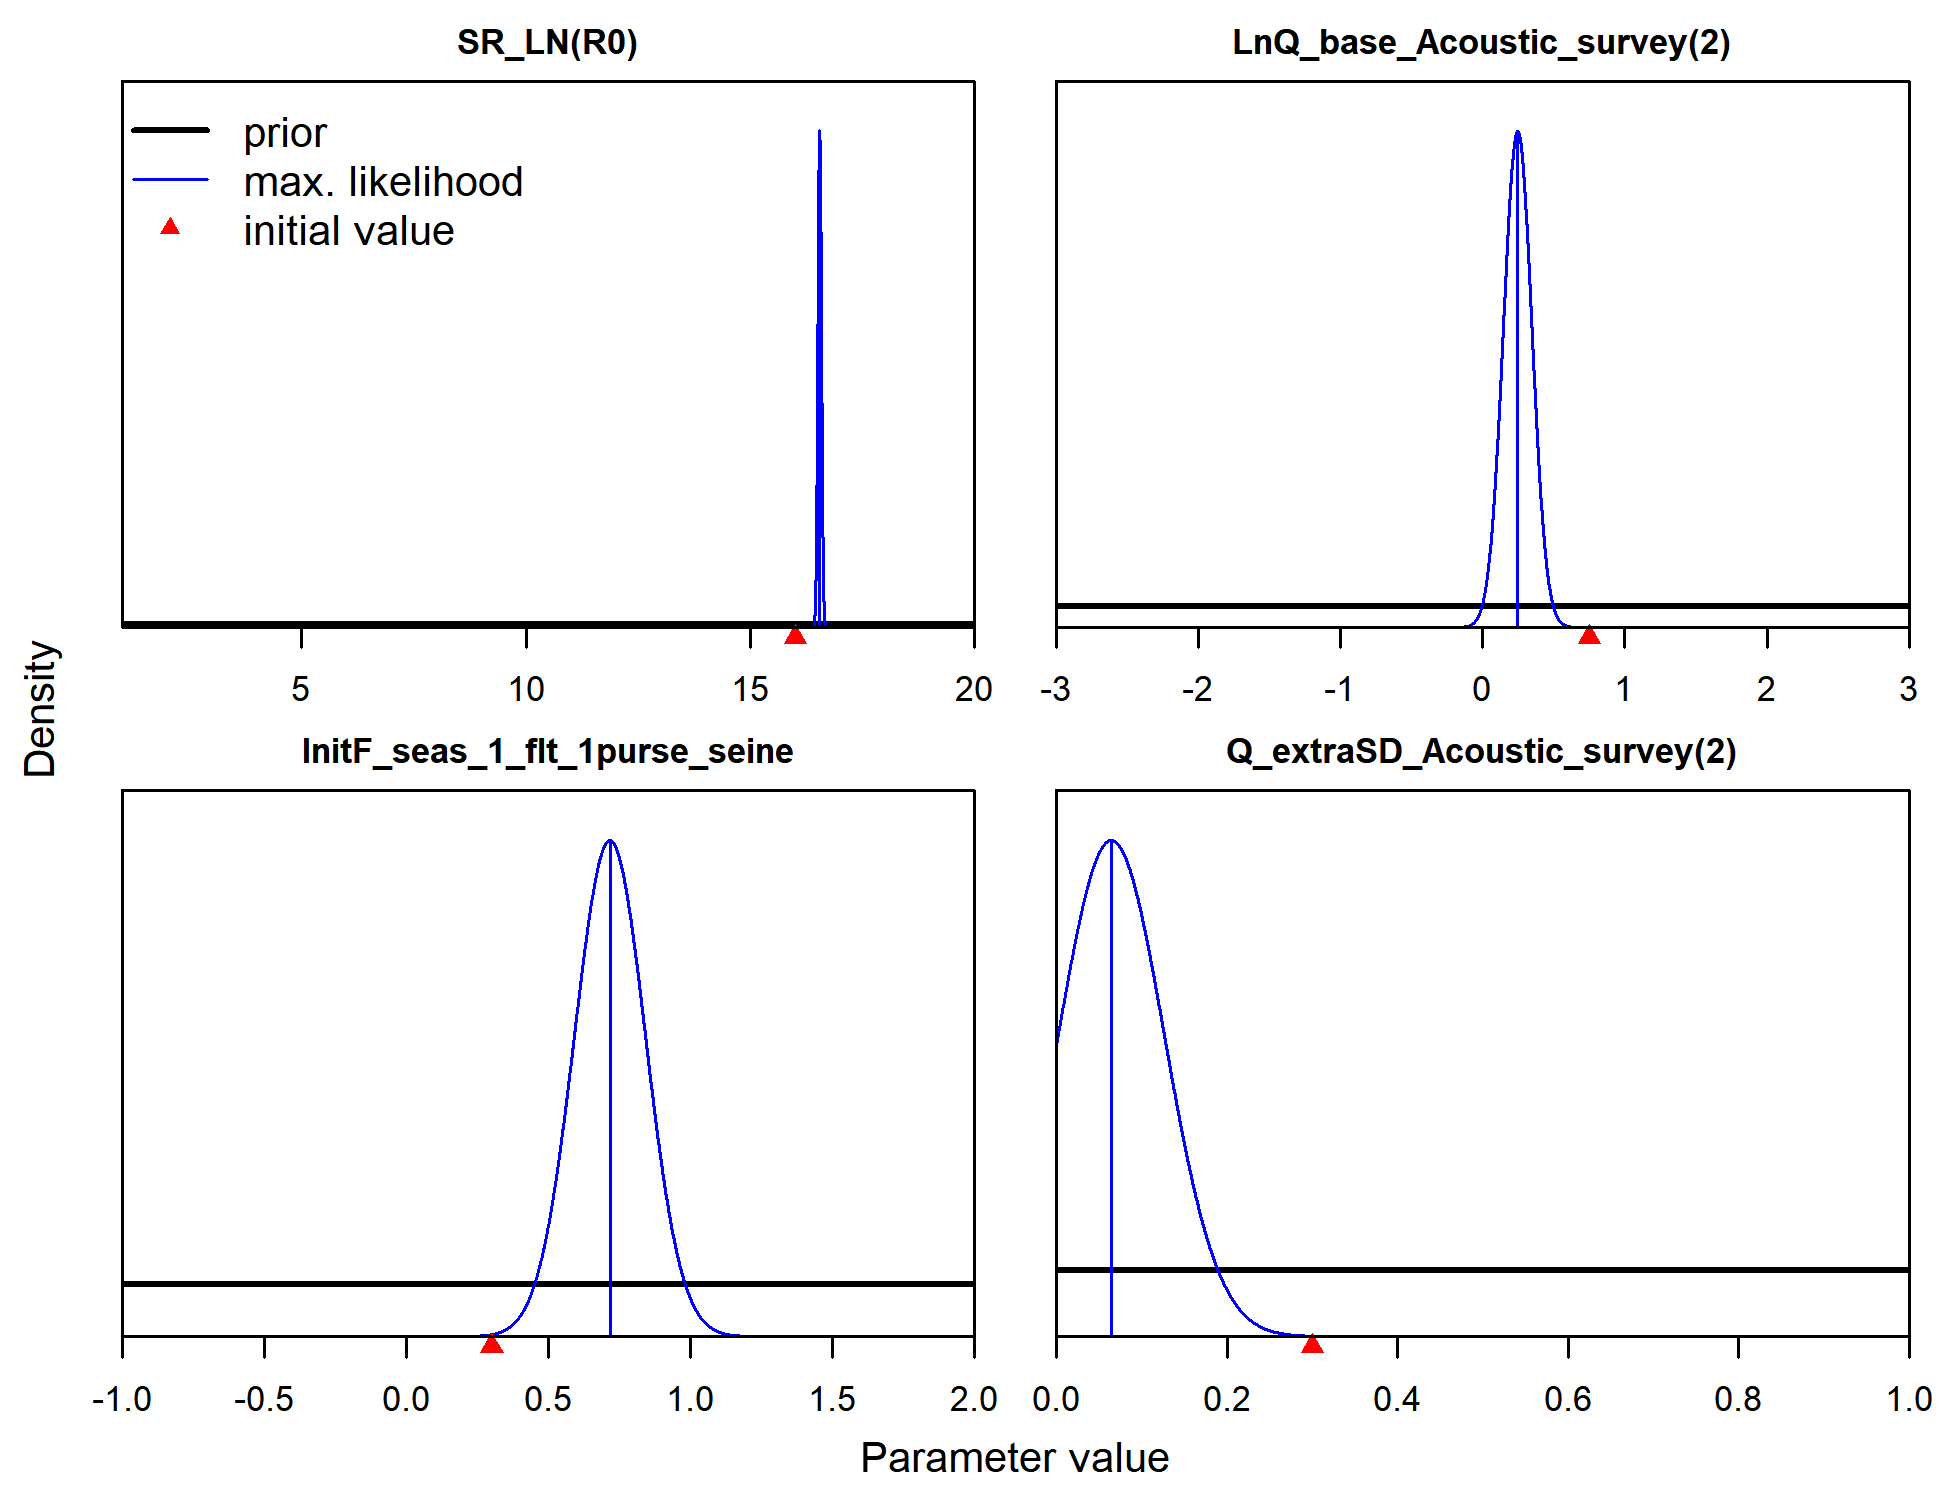 SR_LN(R0)
prior
max. likelihood
initial value
5 10 15 20
LnQ_base_Acoustic_survey(2)
-3 -2 -1 0 1 2 3
Density
InitF_seas_1_flt_1purse_seine
-1.0 -0.5 0.0 0.5 1.0 1.5 2.0
Q_extraSD_Acoustic_survey(2)
0.0 0.2 0.4 0.6 0.8 1.0
Parameter value